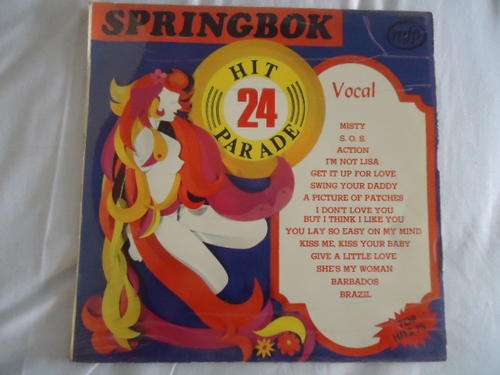 SPRINGBOK
mfp
HIT
24
PARADE
Vocal
MISTY
S. O. S.
ACTION
I'M NOT LISA
GET IT UP FOR LOVE
SWING YOUR DADDY
A PICTURE OF PATCHES
I DON'T LOVE YOU
BUT I THINK I LIKE YOU
YOU LAY SO EASY ON MY MIND
KISS ME, KISS YOUR BABY
GIVE A LITTLE LOVE
SHE'S MY WOMAN
BARBADOS
BRAZIL
TOP